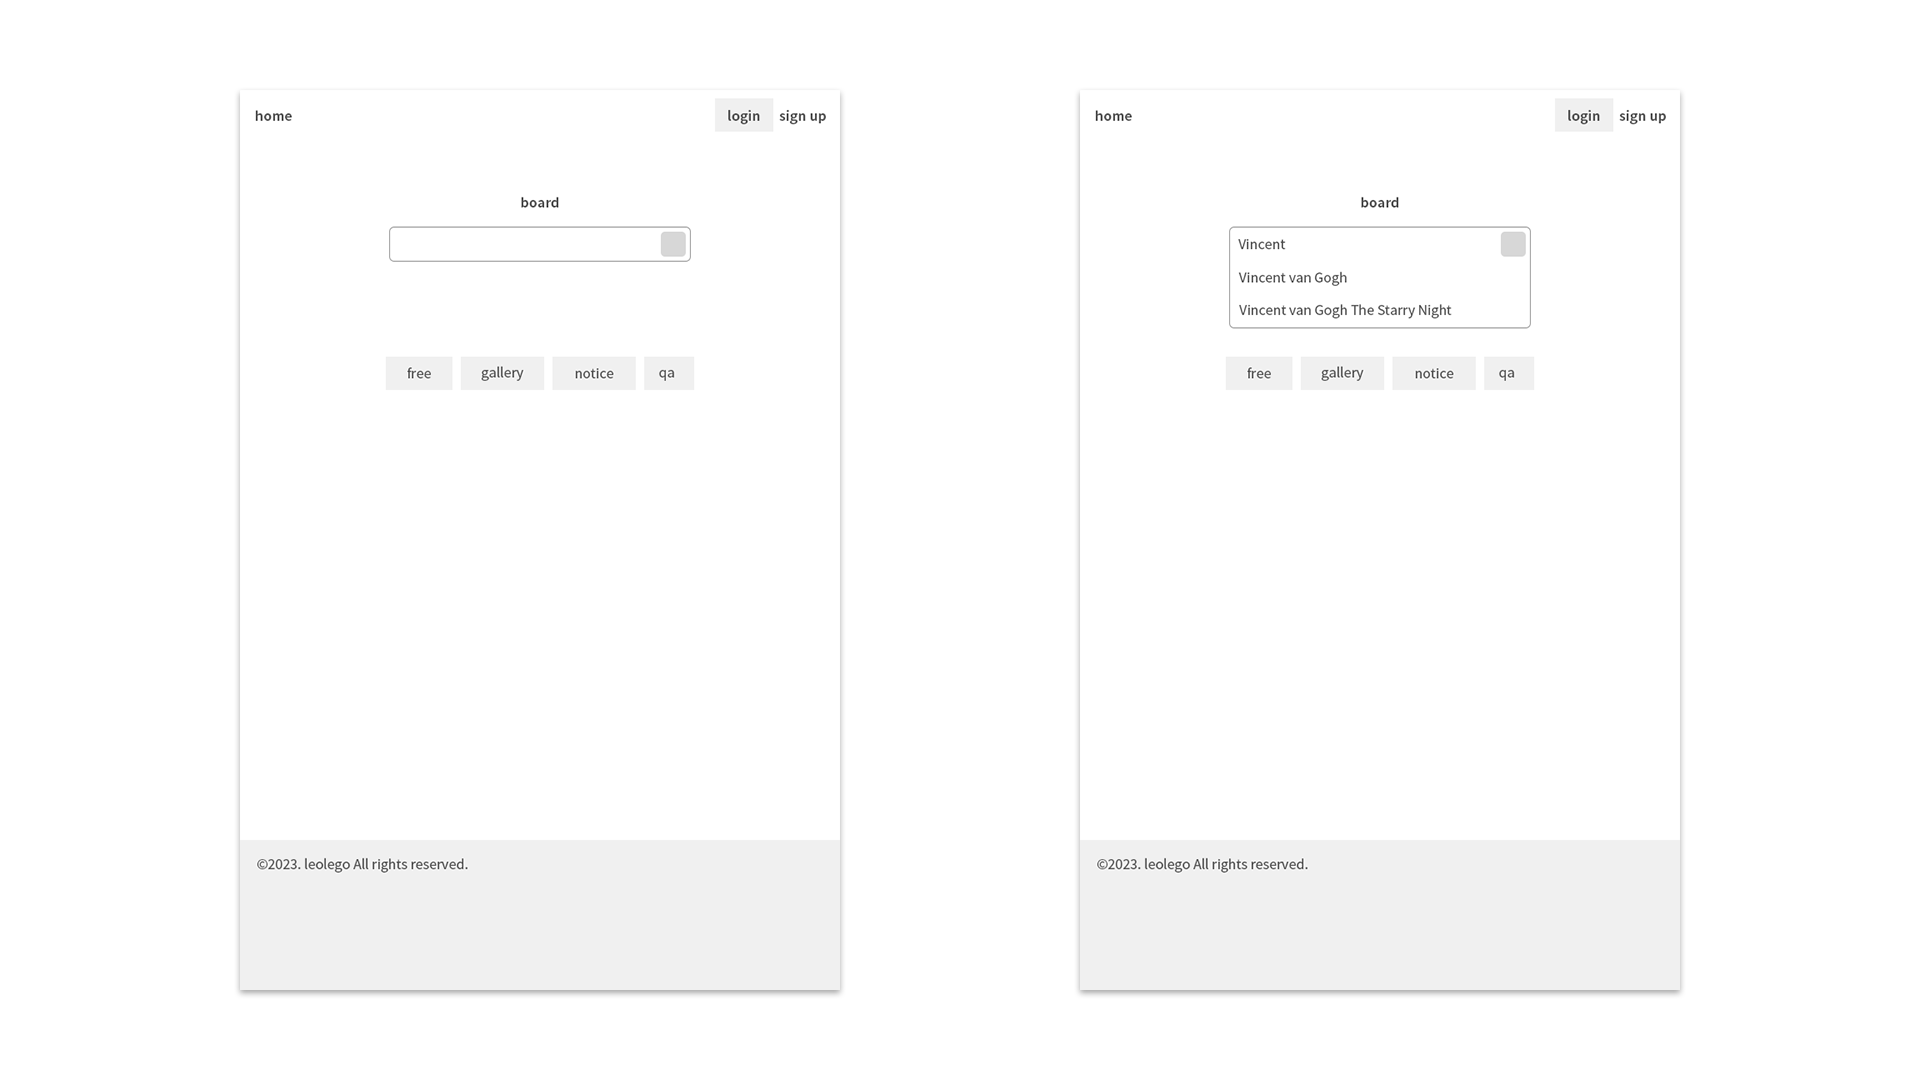 home login sign up
board
free gallery notice qa
©2023. leolego All rights reserved.
home login sign up
board
Vincent
Vincent van Gogh
Vincent van Gogh The Starry Night
free gallery notice qa
©2023. leolego All rights reserved.